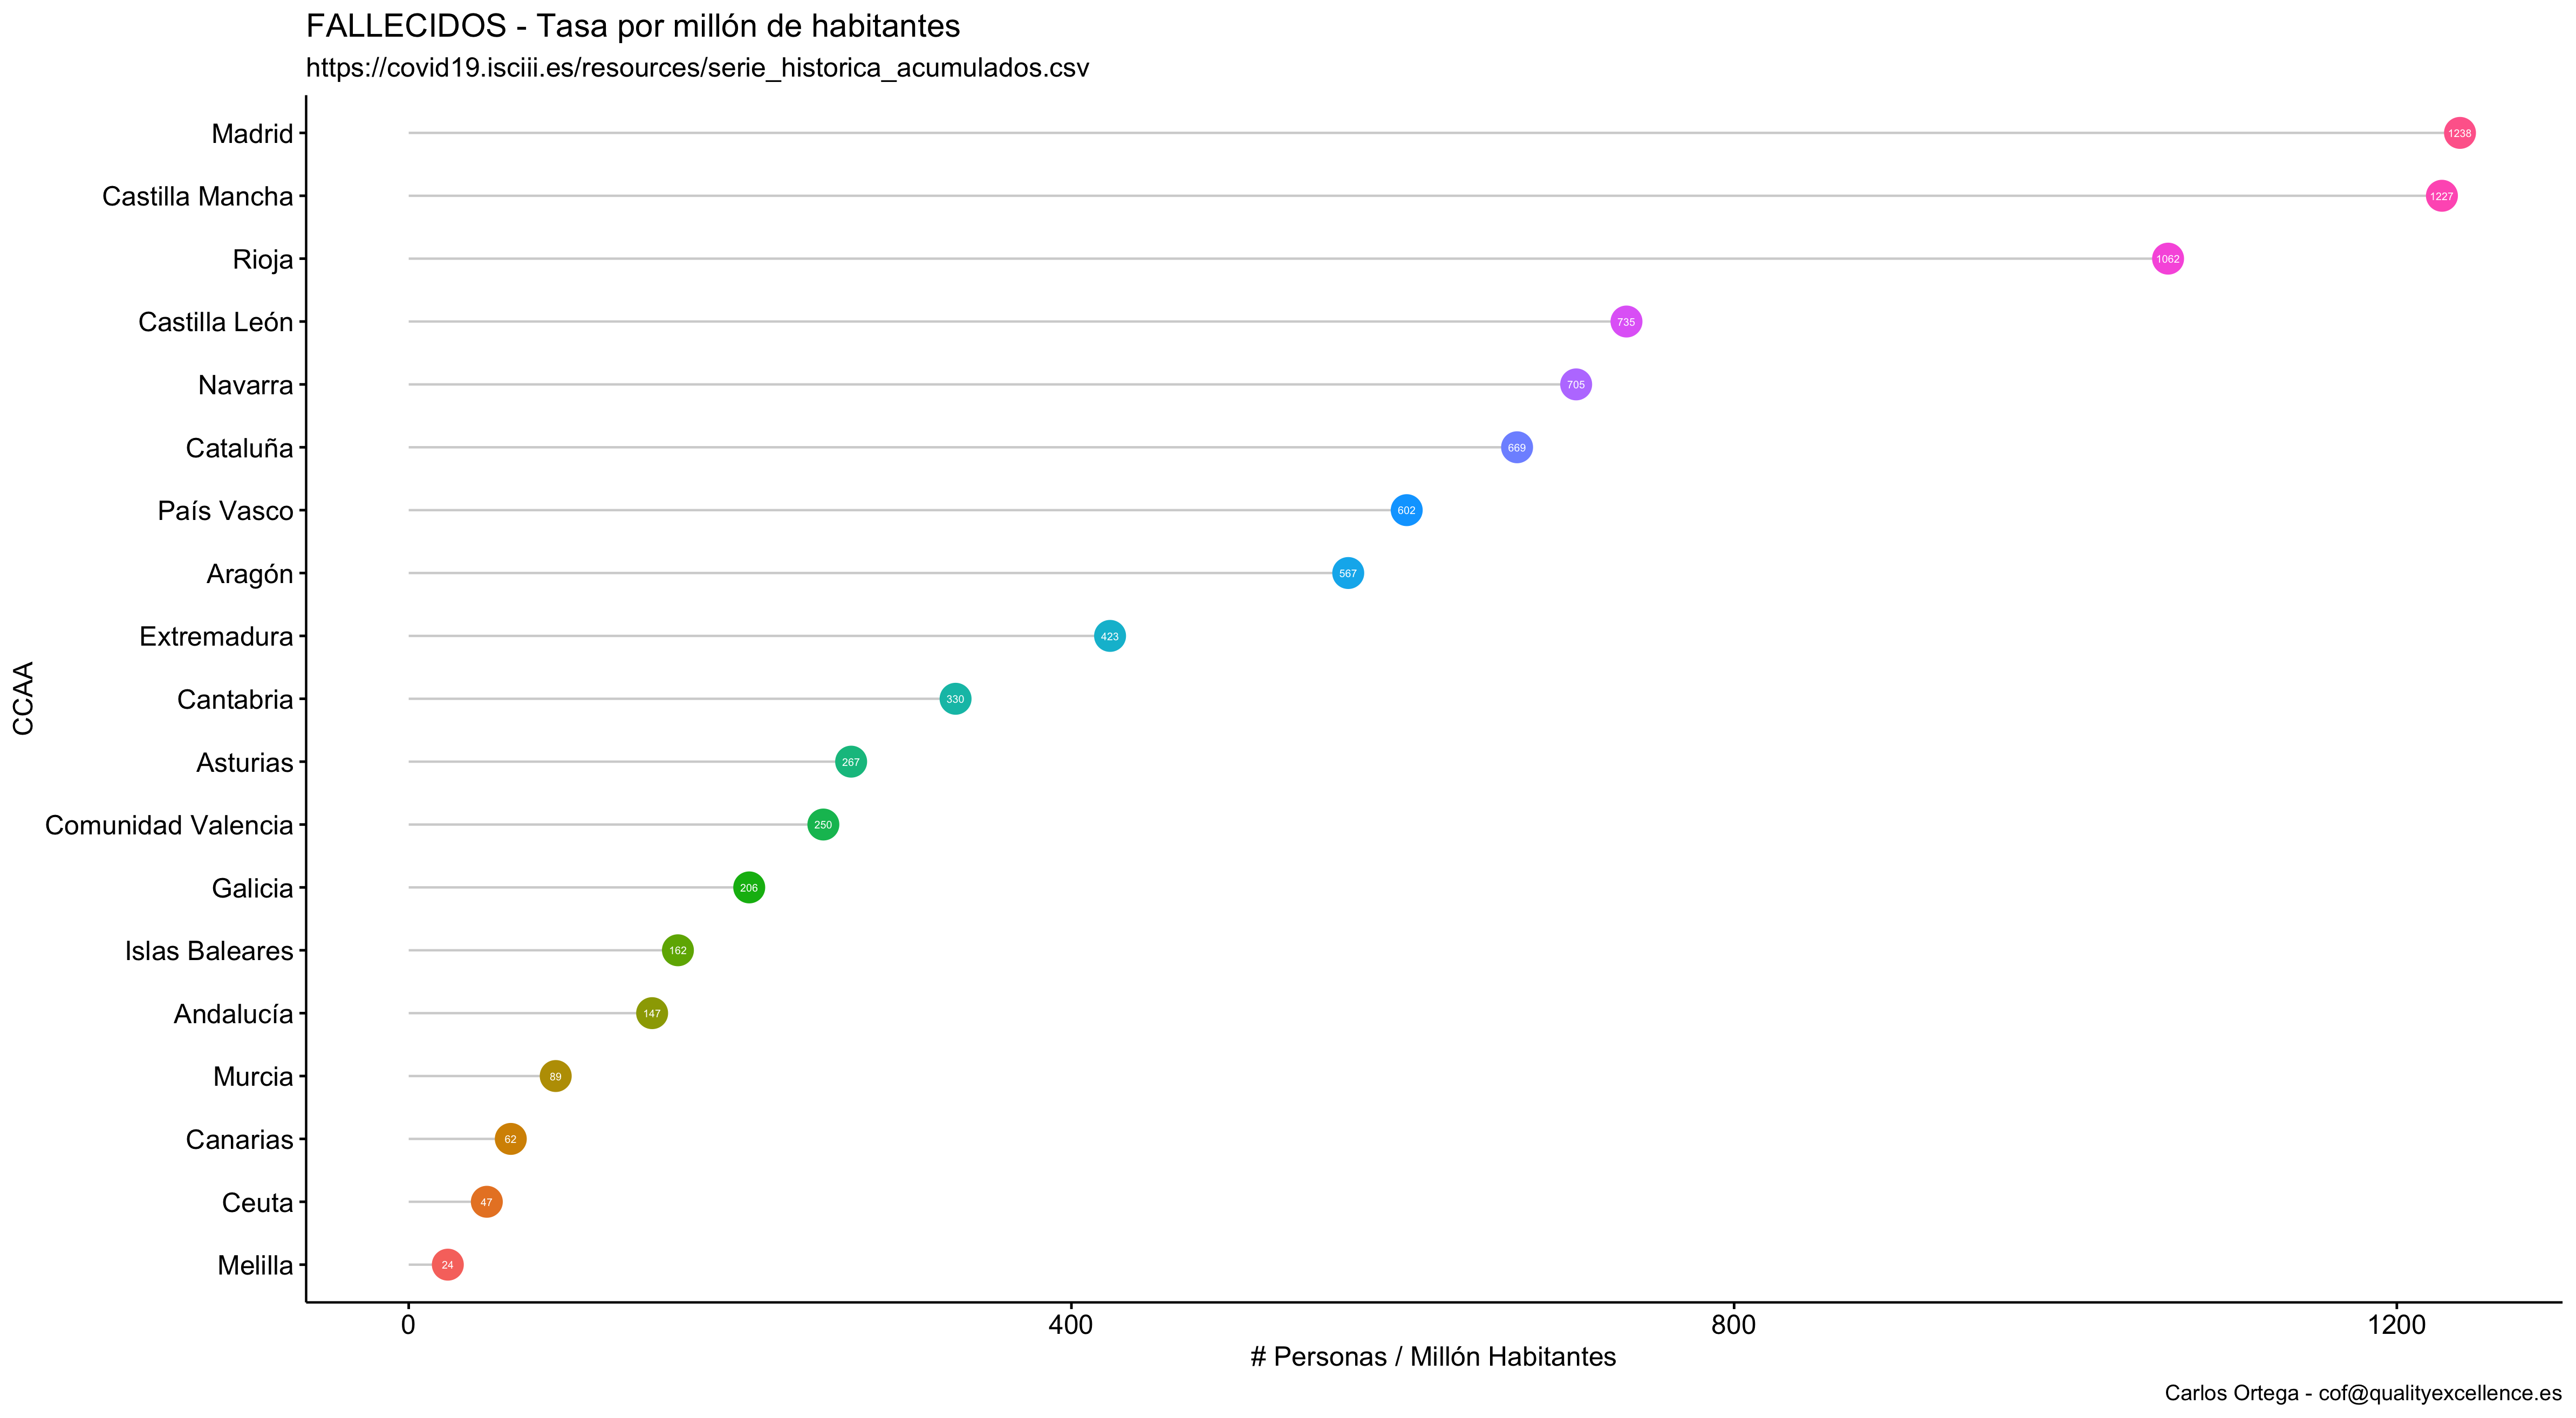 FALLECIDOS - Tasa por millón de habitantes
https://covid19.isciii.es/resources/serie_historica_acumulados.csv
Madrid 1238
Castilla Mancha 1227
Rioja 1062
Castilla León 735
Navarra 705
Cataluña 669
País Vasco 602
Aragón 567
Extremadura 423
Cantabria 330
Asturias 267
Comunidad Valencia 250
Galicia 206
Islas Baleares 162
Andalucía 147
Murcia 89
Canarias 62
Ceuta 47
Melilla 24
CCAA
0 400 800 1200
# Personas / Millón Habitantes
Carlos Ortega - cof@qualityexcellence.es